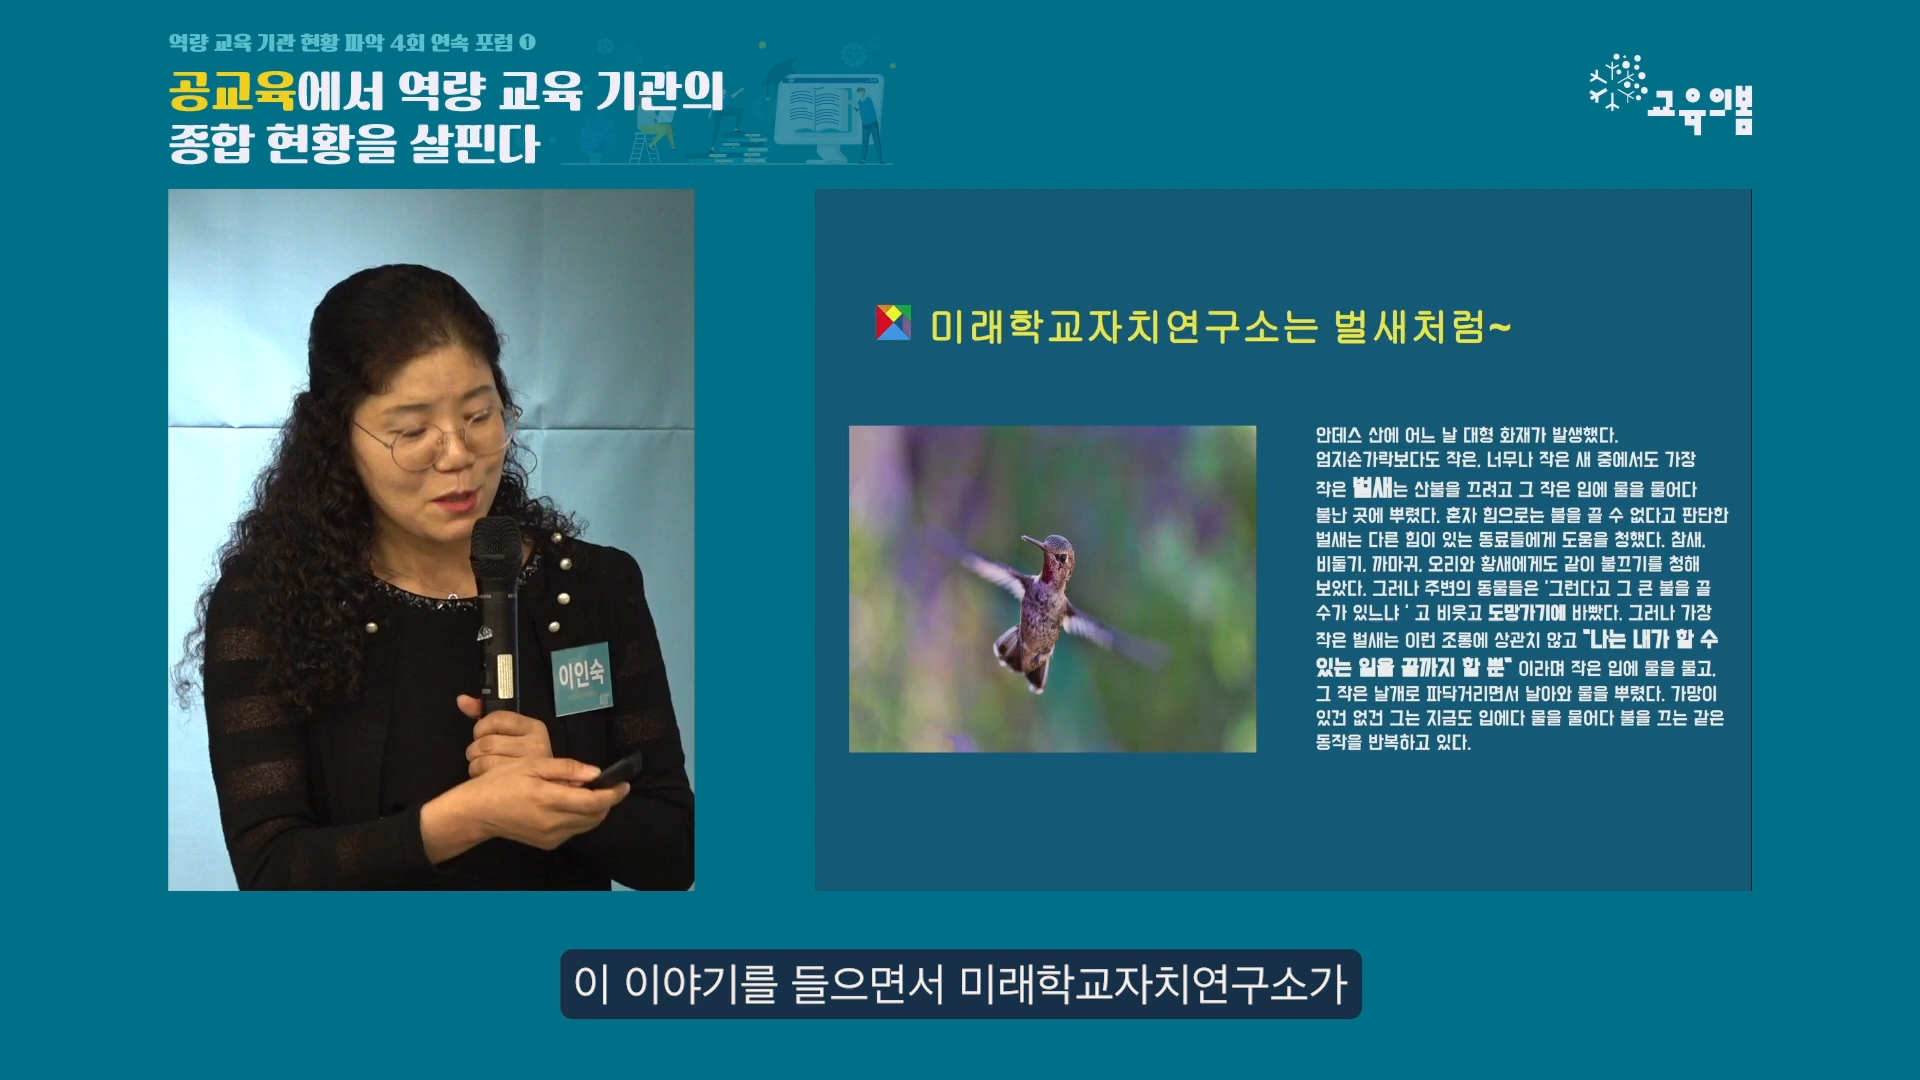 역량 교육 기관 현황 파악 4회 연속 포럼 ❶
공교육에서 역량 교육 기관의
종합 현황을 살핀다
교육의봄
이인숙
미래학교자치연구소는 벌새처럼~
안데스 산에 어느 날 대형 화재가 발생했다.
엄지손가락보다도 작은, 너무나 작은 새 중에서도 가장
작은 벌새는 산불을 끄려고 그 작은 입에 물을 물어다
불난 곳에 뿌렸다. 혼자 힘으로는 불을 끌 수 없다고 판단한
벌새는 다른 힘이 있는 동료들에게 도움을 청했다. 참새,
비둘기, 까마귀, 오리와 황새에게도 같이 불끄기를 청해
보았다. 그러나 주변의 동물들은 '그런다고 그 큰 불을 끌
수가 있느냐 ' 고 비웃고 도망가기에 바빴다. 그러나 가장
작은 벌새는 이런 조롱에 상관치 않고 "나는 내가 할 수
있는 일을 끝까지 할 뿐" 이라며 작은 입에 물을 물고,
그 작은 날개로 파닥거리면서 날아와 물을 뿌렸다. 가망이
있건 없건 그는 지금도 입에다 물을 물어다 불을 끄는 같은
동작을 반복하고 있다.
이 이야기를 들으면서 미래학교자치연구소가